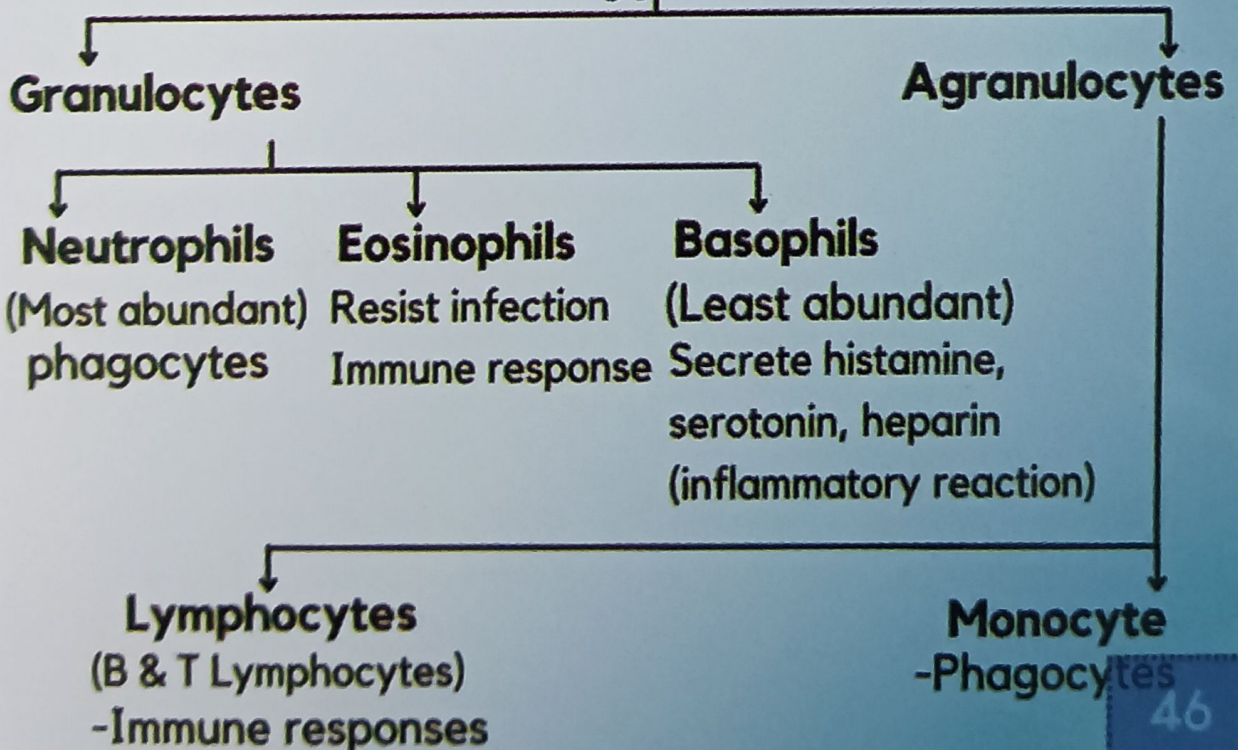 Granulocytes
Agranulocytes
Neutrophils
(Most abundant)
phagocytes
Eosinophils
Resist infection
Immune response
Basophils
(Least abundant)
Secrete histamine,
serotonin, heparin
(inflammatory reaction)
Lymphocytes
(B & T Lymphocytes)
-Immune responses
Monocyte
-Phagocytes
46